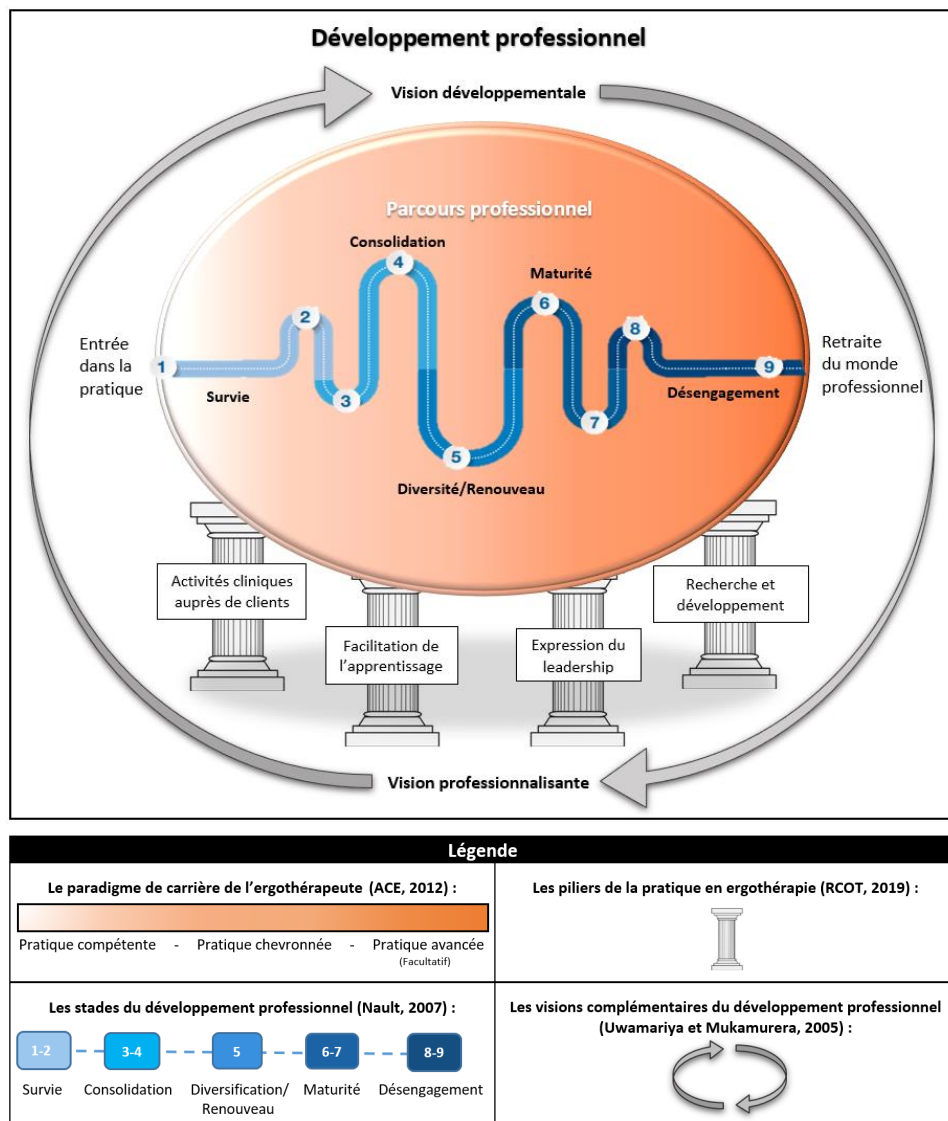 Développement professionnel
Vision développementale
Parcours professionnel
Consolidation
4
Maturité
6
2
8
Entrée
dans la
pratique
1
9
Retraite
du monde
professionnel
Survie
3
Désengagement
7
5
Diversité/Renouveau
Activités cliniques
auprès de clients
Recherche et
développement
Facilitation de
l’apprentissage
Expression du
leadership
Vision professionnalisante
Légende
Le paradigme de carrière de l’ergothérapeute (ACE, 2012) :
Pratique compétente - Pratique chevronnée - Pratique avancée
(Facultatif)
Les piliers de la pratique en ergothérapie (RCOT, 2019) :
Les stades du développement professionnel (Nault, 2007) :
1-2 3-4 5 6-7 8-9
Survie Consolidation Diversification/ Maturité Désengagement
Renouveau
Les visions complémentaires du développement professionnel
(Uwamariya et Mukamurera, 2005) :